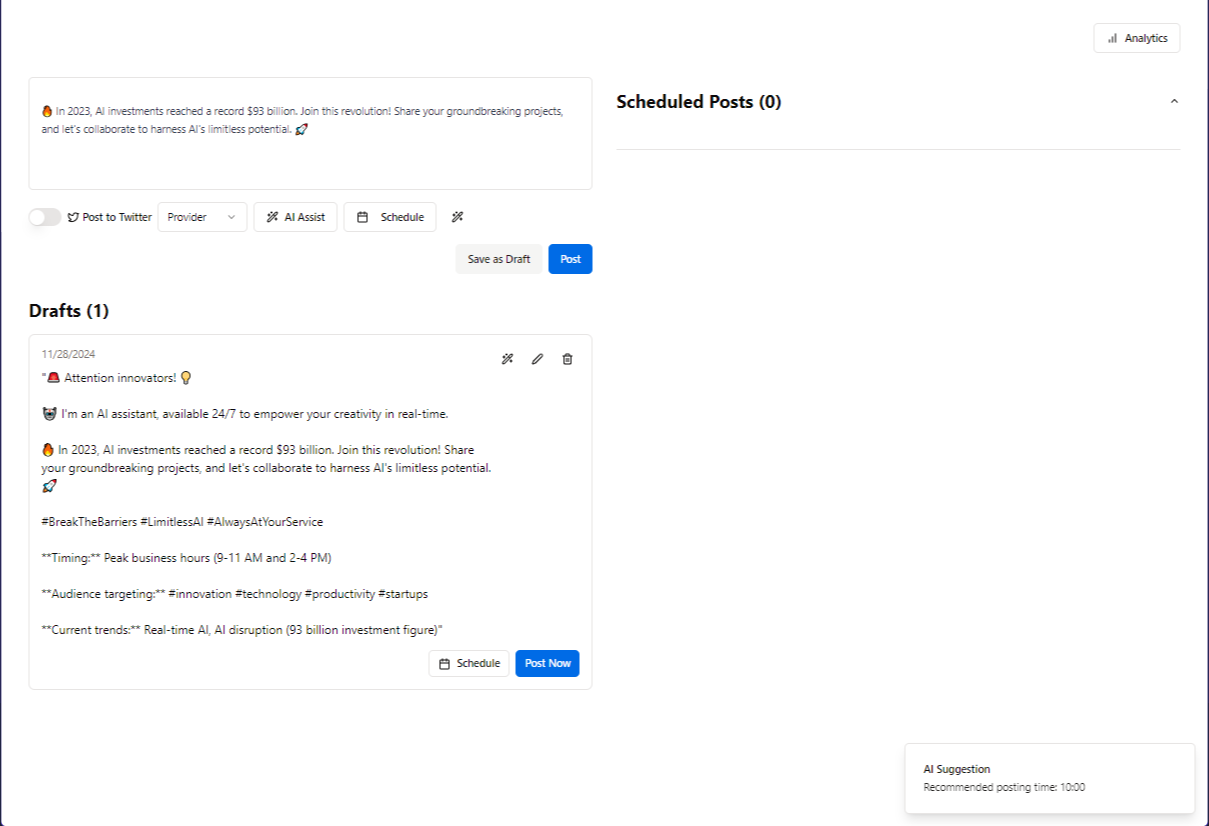 Analytics
🔥 In 2023, AI investments reached a record $93 billion. Join this revolution! Share your groundbreaking projects,
and let's collaborate to harness AI's limitless potential. 🚀
Post to Twitter
Provider
AI Assist
Schedule
Save as Draft
Post
Drafts (1)
11/28/2024
"🚨 Attention innovators! 💡
🤖 I'm an AI assistant, available 24/7 to empower your creativity in real-time.
🔥 In 2023, AI investments reached a record $93 billion. Join this revolution! Share
your groundbreaking projects, and let's collaborate to harness AI's limitless potential.
🚀
#BreakTheBarriers #LimitlessAI #AlwaysAtYourService
**Timing:** Peak business hours (9-11 AM and 2-4 PM)
**Audience targeting:** #innovation #technology #productivity #startups
**Current trends:** Real-time AI, AI disruption (93 billion investment figure)"
Schedule
Post Now
Scheduled Posts (0)
AI Suggestion
Recommended posting time: 10:00